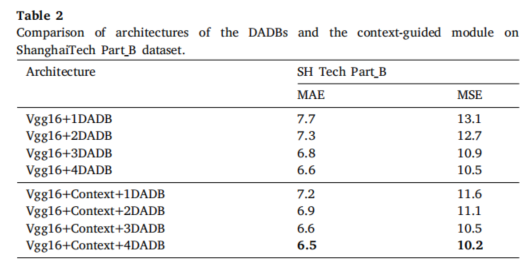 Table 2
Comparison of architectures of the DADBs and the context-guided module on
ShanghaiTech Part_B dataset.
Architecture SH Tech Part_B
MAE MSE
Vgg16+1DADB 7.7 13.1
Vgg16+2DADB 7.3 12.7
Vgg16+3DADB 6.8 10.9
Vgg16+4DADB 6.6 10.5
Vgg16+Context+1DADB 7.2 11.6
Vgg16+Context+2DADB 6.9 11.1
Vgg16+Context+3DADB 6.6 10.5
Vgg16+Context+4DADB 6.5 10.2